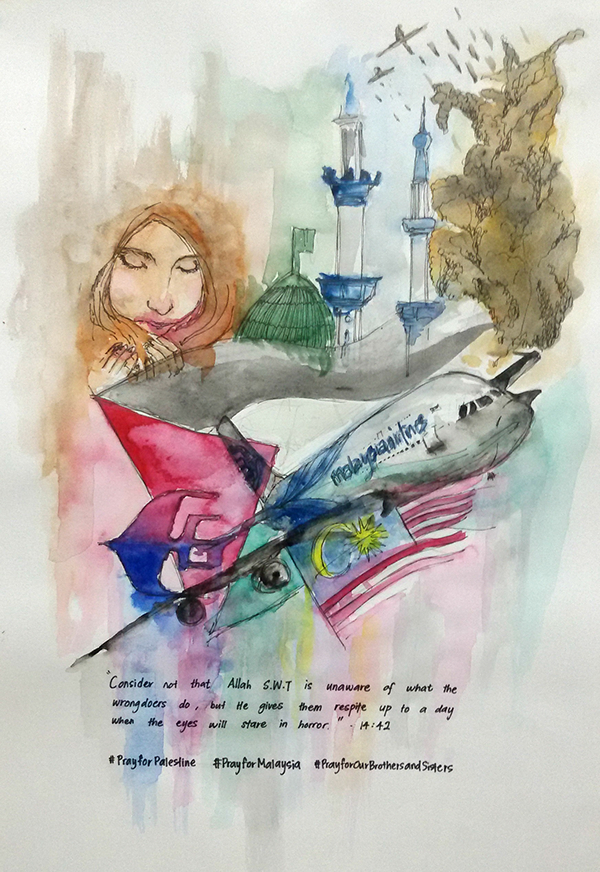 malaysia airlines
"Consider not that Allah S.W.T is unaware of what the
wrongdoers do, but He gives them respite up to a day
when the eyes will stare in horror." - 14:42
#PrayforPalestine #PrayforMalaysia #PrayforOurBrothersandSisters